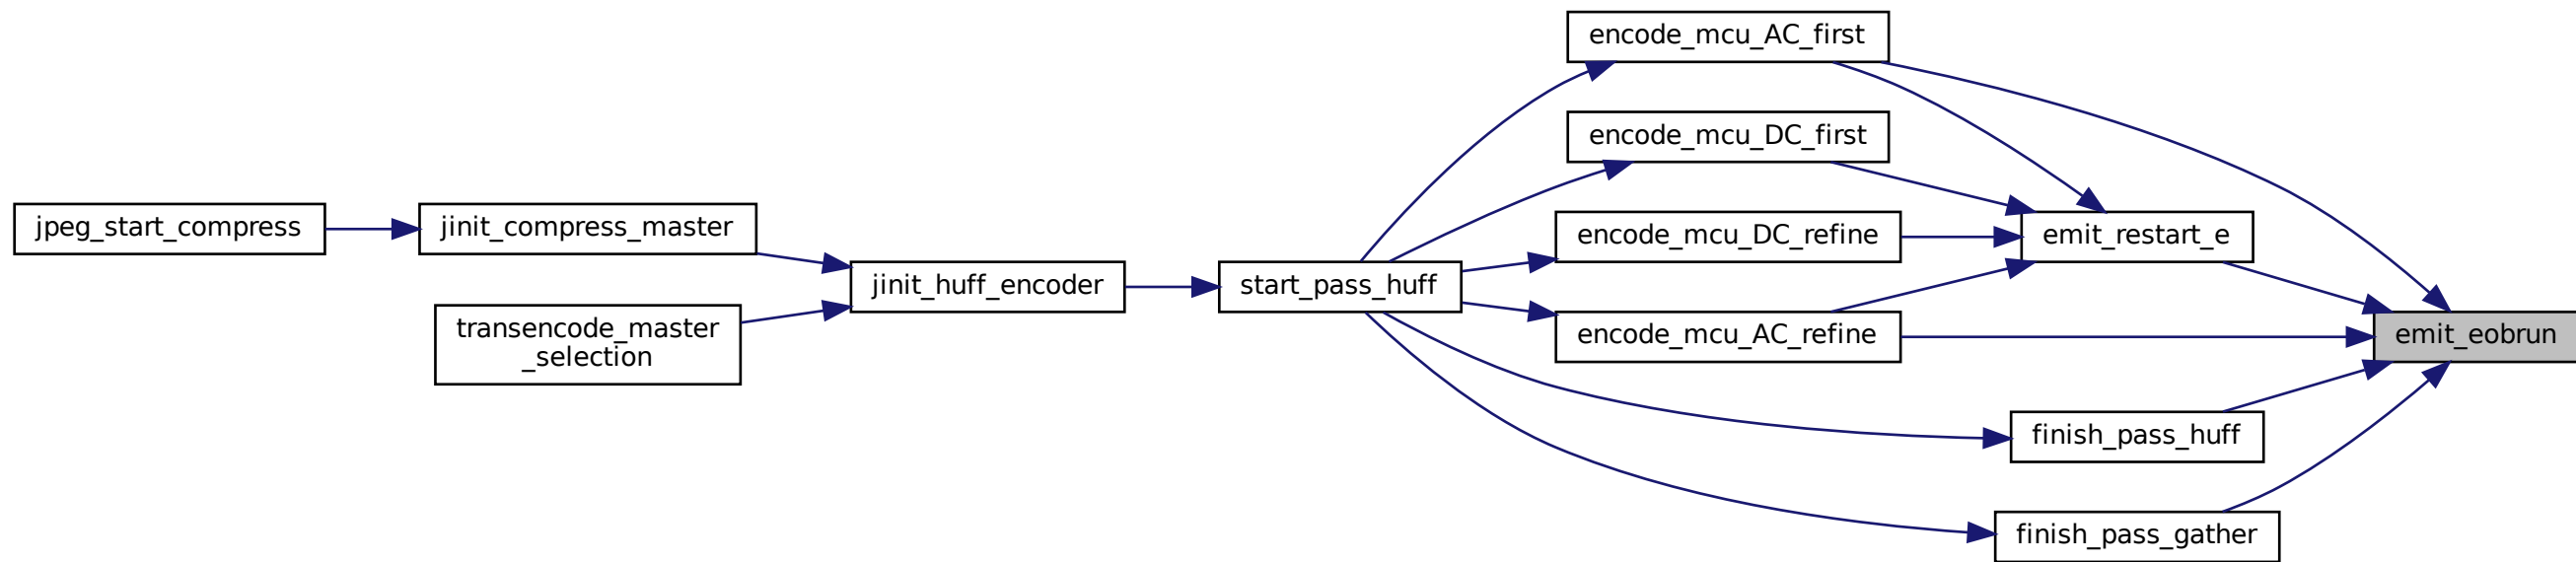 jpeg_start_compress
jinit_compress_master
transencode_master
_selection
jinit_huff_encoder
start_pass_huff
encode_mcu_AC_first
encode_mcu_DC_first
encode_mcu_DC_refine
encode_mcu_AC_refine
emit_restart_e
finish_pass_huff
finish_pass_gather
emit_eobrun